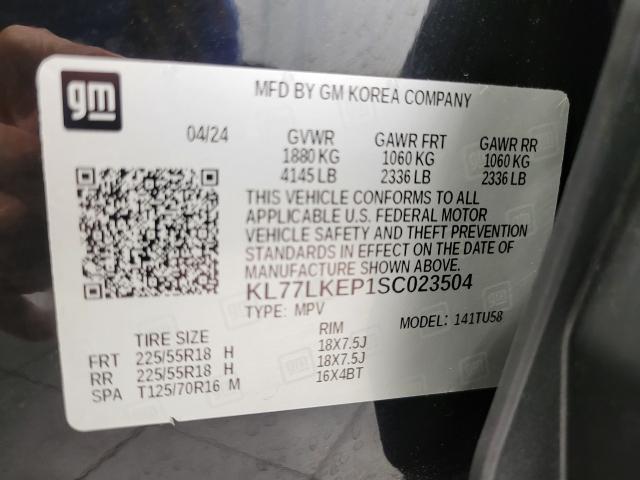 gm
MFD BY GM KOREA COMPANY
04/24 GVWR GAWR FRT GAWR RR
1880 KG 1060 KG 1060 KG
4145 LB 2336 LB 2336 LB
THIS VEHICLE CONFORMS TO ALL
APPLICABLE U.S. FEDERAL MOTOR
VEHICLE SAFETY AND THEFT PREVENTION
STANDARDS IN EFFECT ON THE DATE OF
MANUFACTURE SHOWN ABOVE.
KL77LKEP1SC023504
TYPE: MPV MODEL: 141TU58
TIRE SIZE RIM
FRT 225/55R18 H 18X7.5J
RR 225/55R18 H 18X7.5J
SPA T125/70R16 M 16X4BT